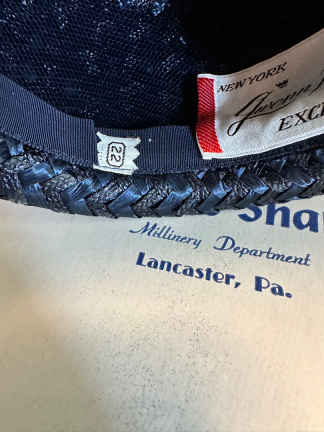 NEW YORK
EXC
22
Sha
Millinery Department
Lancaster, Pa.